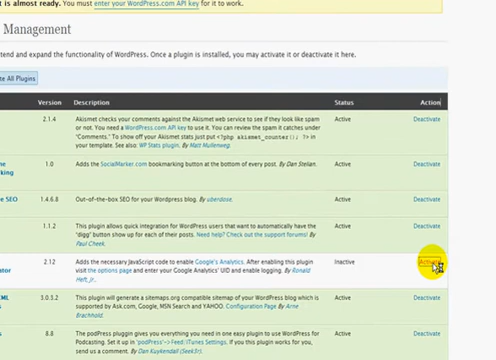 is almost ready. You must enter your WordPress.com API key for it to work.
Management
tend and expand the functionality of WordPress. Once a plugin is installed, you may activate it or deactivate it here.
te All Plugins
Version Description Status Action
2.1.4 Akismet checks your comments against the Akismet web service to see if they look like spam Active Deactivate
or not. You need a WordPress.com API key to use it. You can review the spam it catches under
"Comments." To show off your Akismet stats just put <?php akismet_counter(); ?> in
your template. See also: WP Stats plugin. By Matt Mullenweg.
me 1.0 Adds the SocialMarker.com bookmarking button at the bottom of every post. By Dan Stelian. Active Deactivate
king
e SEO 1.4.6.8 Out-of-the-box SEO for your Wordpress blog. By uberdose. Active Deactivate
1.1.2 This plugin allows quick integration for WordPress users that want to automatically have the Active Deactivate
"digg" button show up for each of their posts. Need help? Check out the support forums! By
Paul Cheek.
2.12 Adds the necessary JavaScript code to enable Google's Analytics. After enabling this plugin Inactive Activate
ator visit the options page and enter your Google Analytics' UID and enable logging. By Ronald
Heft, Jr.
ML 3.0.3.2 This plugin will generate a sitemaps.org compatible sitemap of your WordPress blog which is Active Deactivate
s supported by Ask.com, Google, MSN Search and YAHOO. Configuration Page By Arne
Brachhold.
s 8.8 The podPress pluggin gives you everything you need in one easy plugin to use WordPress for Active Deactivate
Podcasting. Set it up in 'podPress'-> Feed/iTunes Settings. If this plugin works for you,
send us a comment. By Dan Kuykendall (Seek3r).